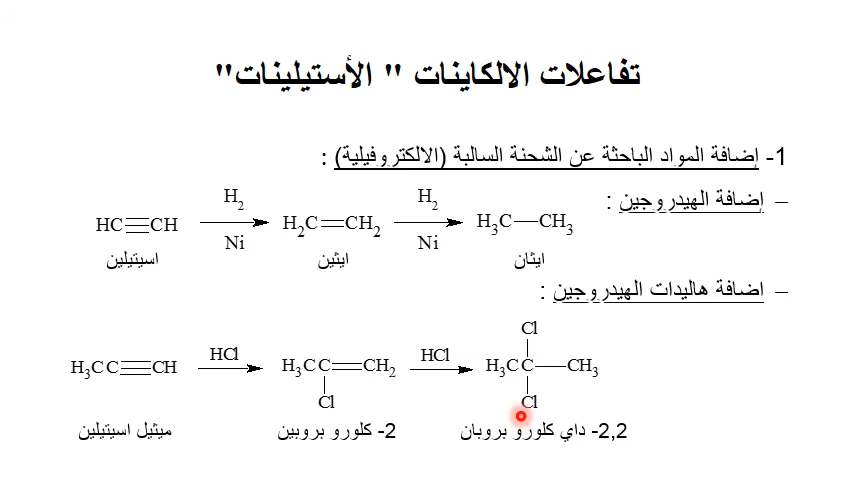 تفاعلات الالكاينات " الأستيلينات"
1- إضافة المواد الباحثة عن الشحنة السالبة (الالكتروفيلية) :
– إضافة الهيدروجين :
HC≡CH H2 Ni H2C=CH2 H2 Ni H3C—CH3
اسيتيلين ايثين ايثان
– اضافة هاليدات الهيدروجين :
Cl
H3CC≡CH HCl H3CC=CH2 HCl H3CC—CH3
Cl Cl
ميثيل اسيتيلين 2- كلورو بروبين 2,2- داي كلورو بروبان